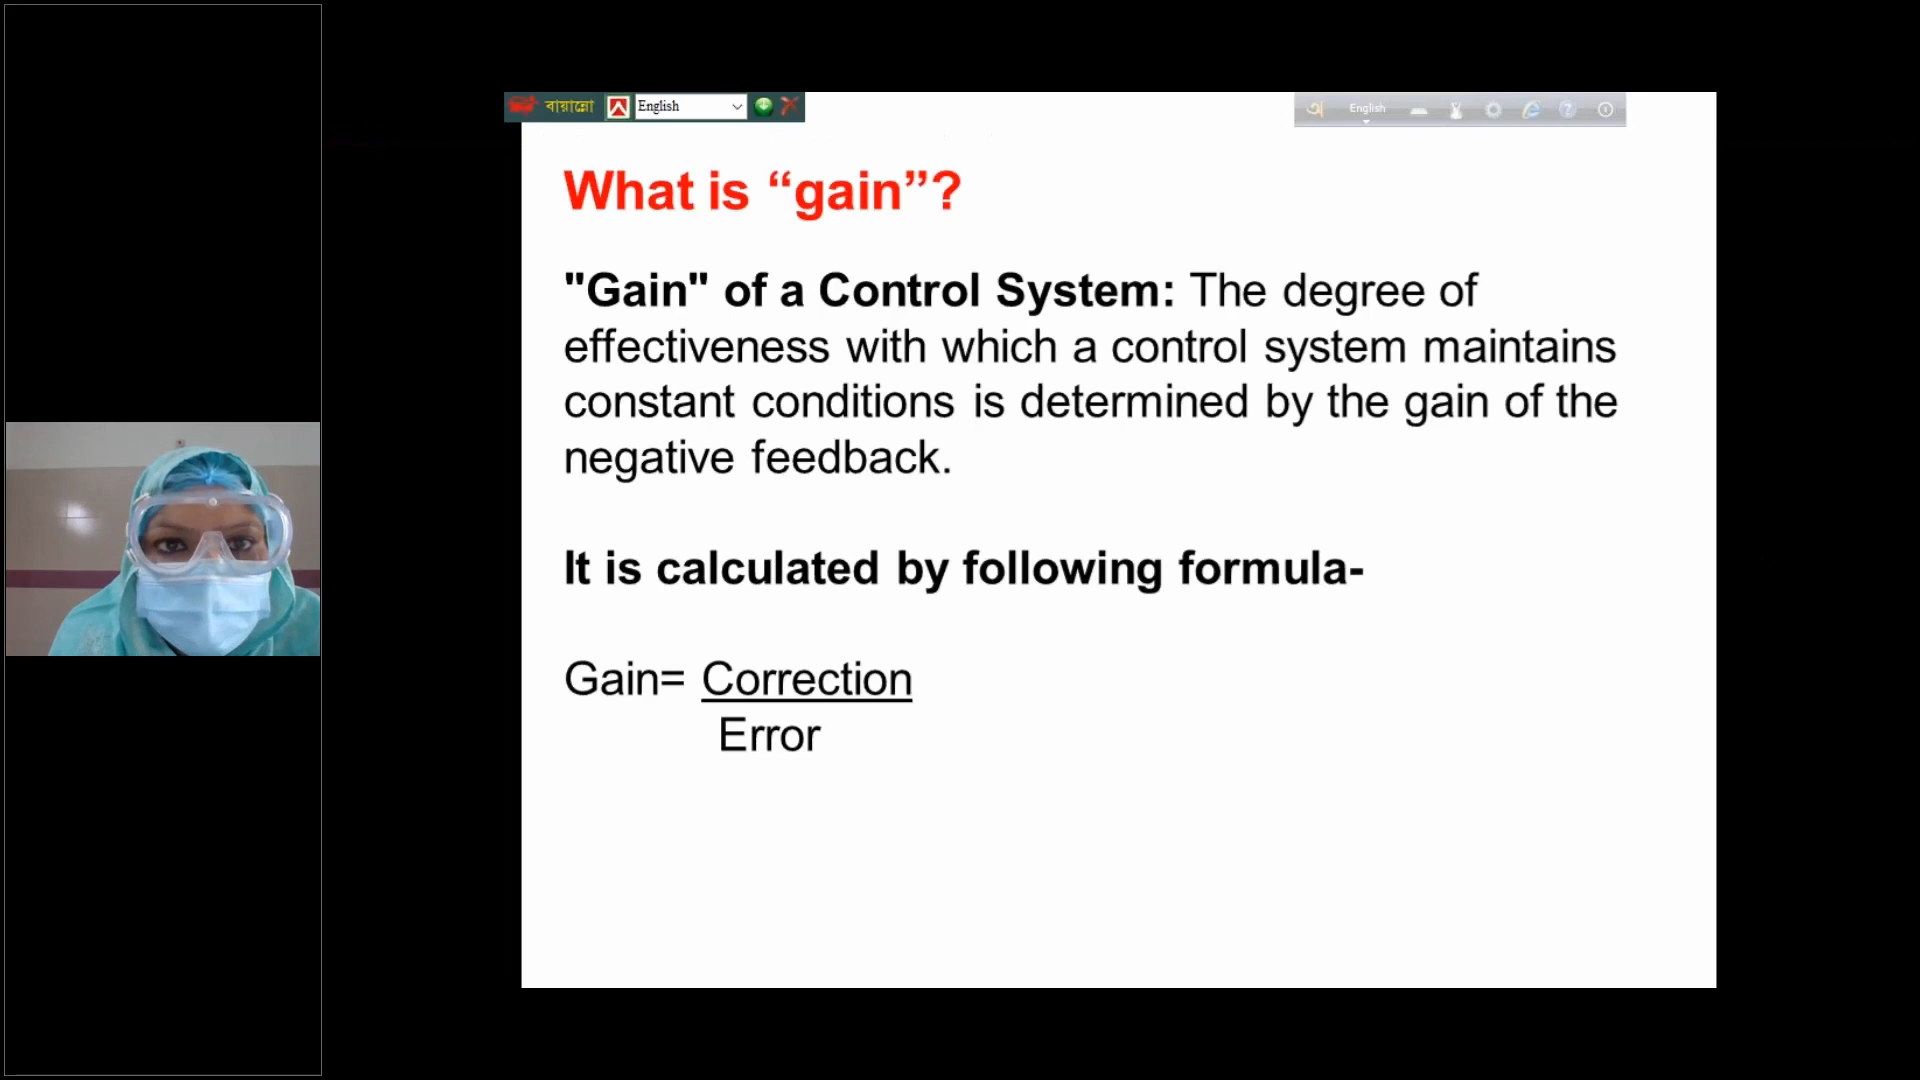 বায়ান্নো English
English
What is “gain”?
"Gain" of a Control System: The degree of
effectiveness with which a control system maintains
constant conditions is determined by the gain of the
negative feedback.
It is calculated by following formula-
Gain= Correction
Error